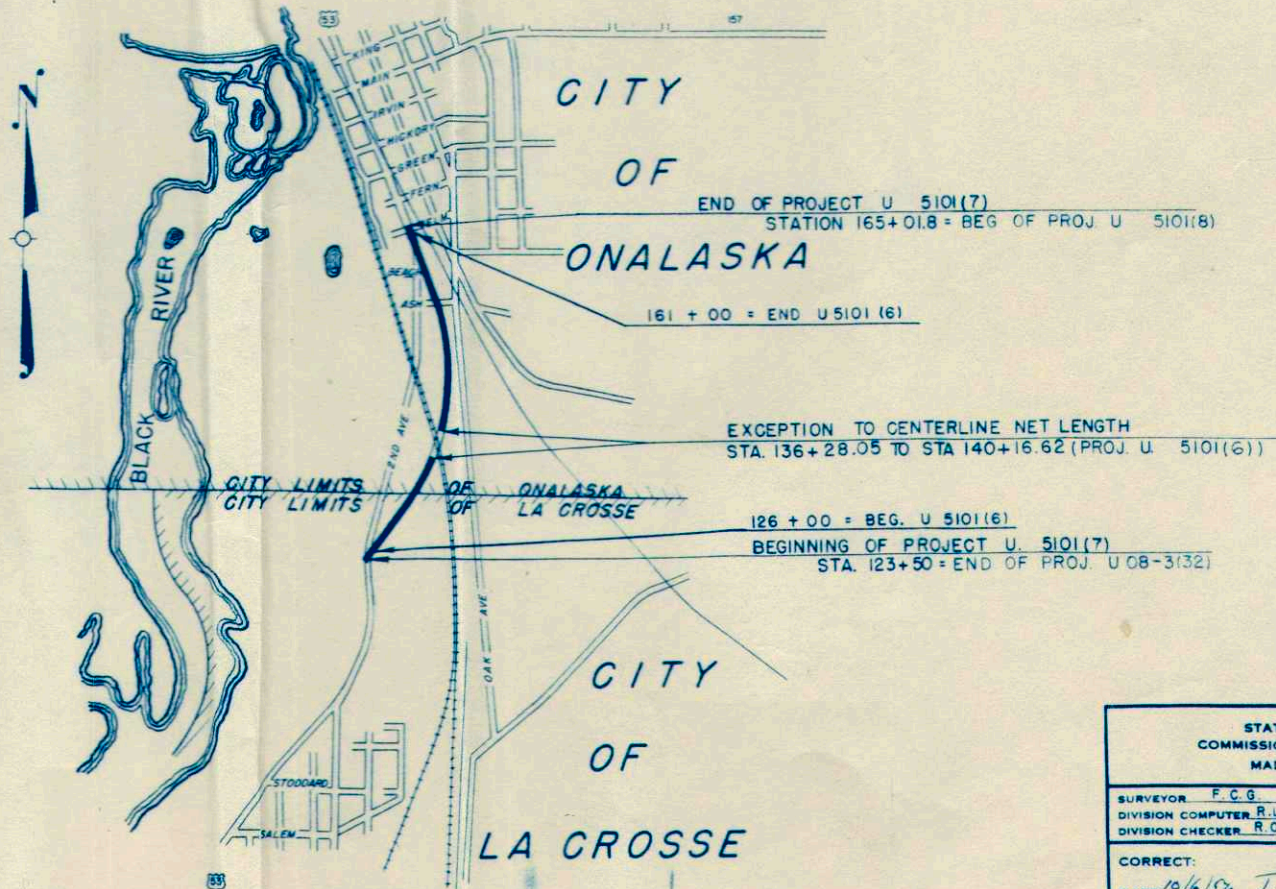 53
157
KING
MAIN
IRVIN
HICKORY
GREEN
FERN
ELM
BEACH
ASH
N.
CITY
OF
ONALASKA
END OF PROJECT U 5101(7)
STATION 165+01.8 = BEG OF PROJ. U 5101(8)
161 + 00 = END U 5101 (6)
BLACK RIVER
2ND AVE
EXCEPTION TO CENTERLINE NET LENGTH
STA. 136+28.05 TO STA 140+16.62 (PROJ. U. 5101(6))
CITY LIMITS OF ONALASKA
CITY LIMITS OF LA CROSSE
126 + 00 = BEG. U 5101(6)
BEGINNING OF PROJECT U. 5101(7)
STA. 123+50 = END OF PROJ. U 08-3(32)
OAK AVE
CITY
OF
LA CROSSE
STODDARD
SALEM
53
STAT
COMMISSIO
MAD
SURVEYOR F.C.G.
DIVISION COMPUTER R.L
DIVISION CHECKER R.C
CORRECT: